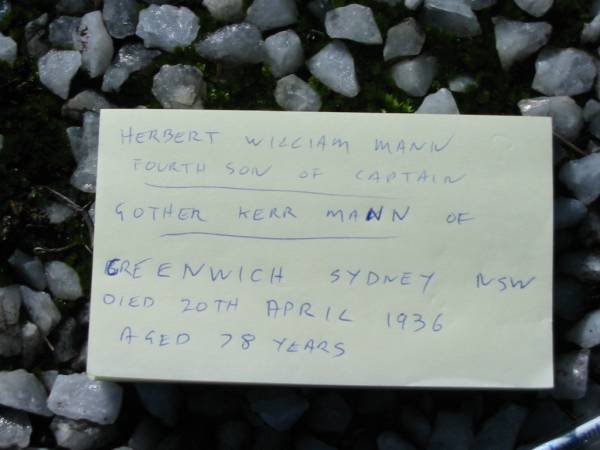 HERBERT WILLIAM MANN
FOURTH SON OF CAPTAIN
GOTHER KERR MANN OF
GREENWICH SYDNEY NSW
DIED 20TH APRIL 1936
AGED 78 YEARS